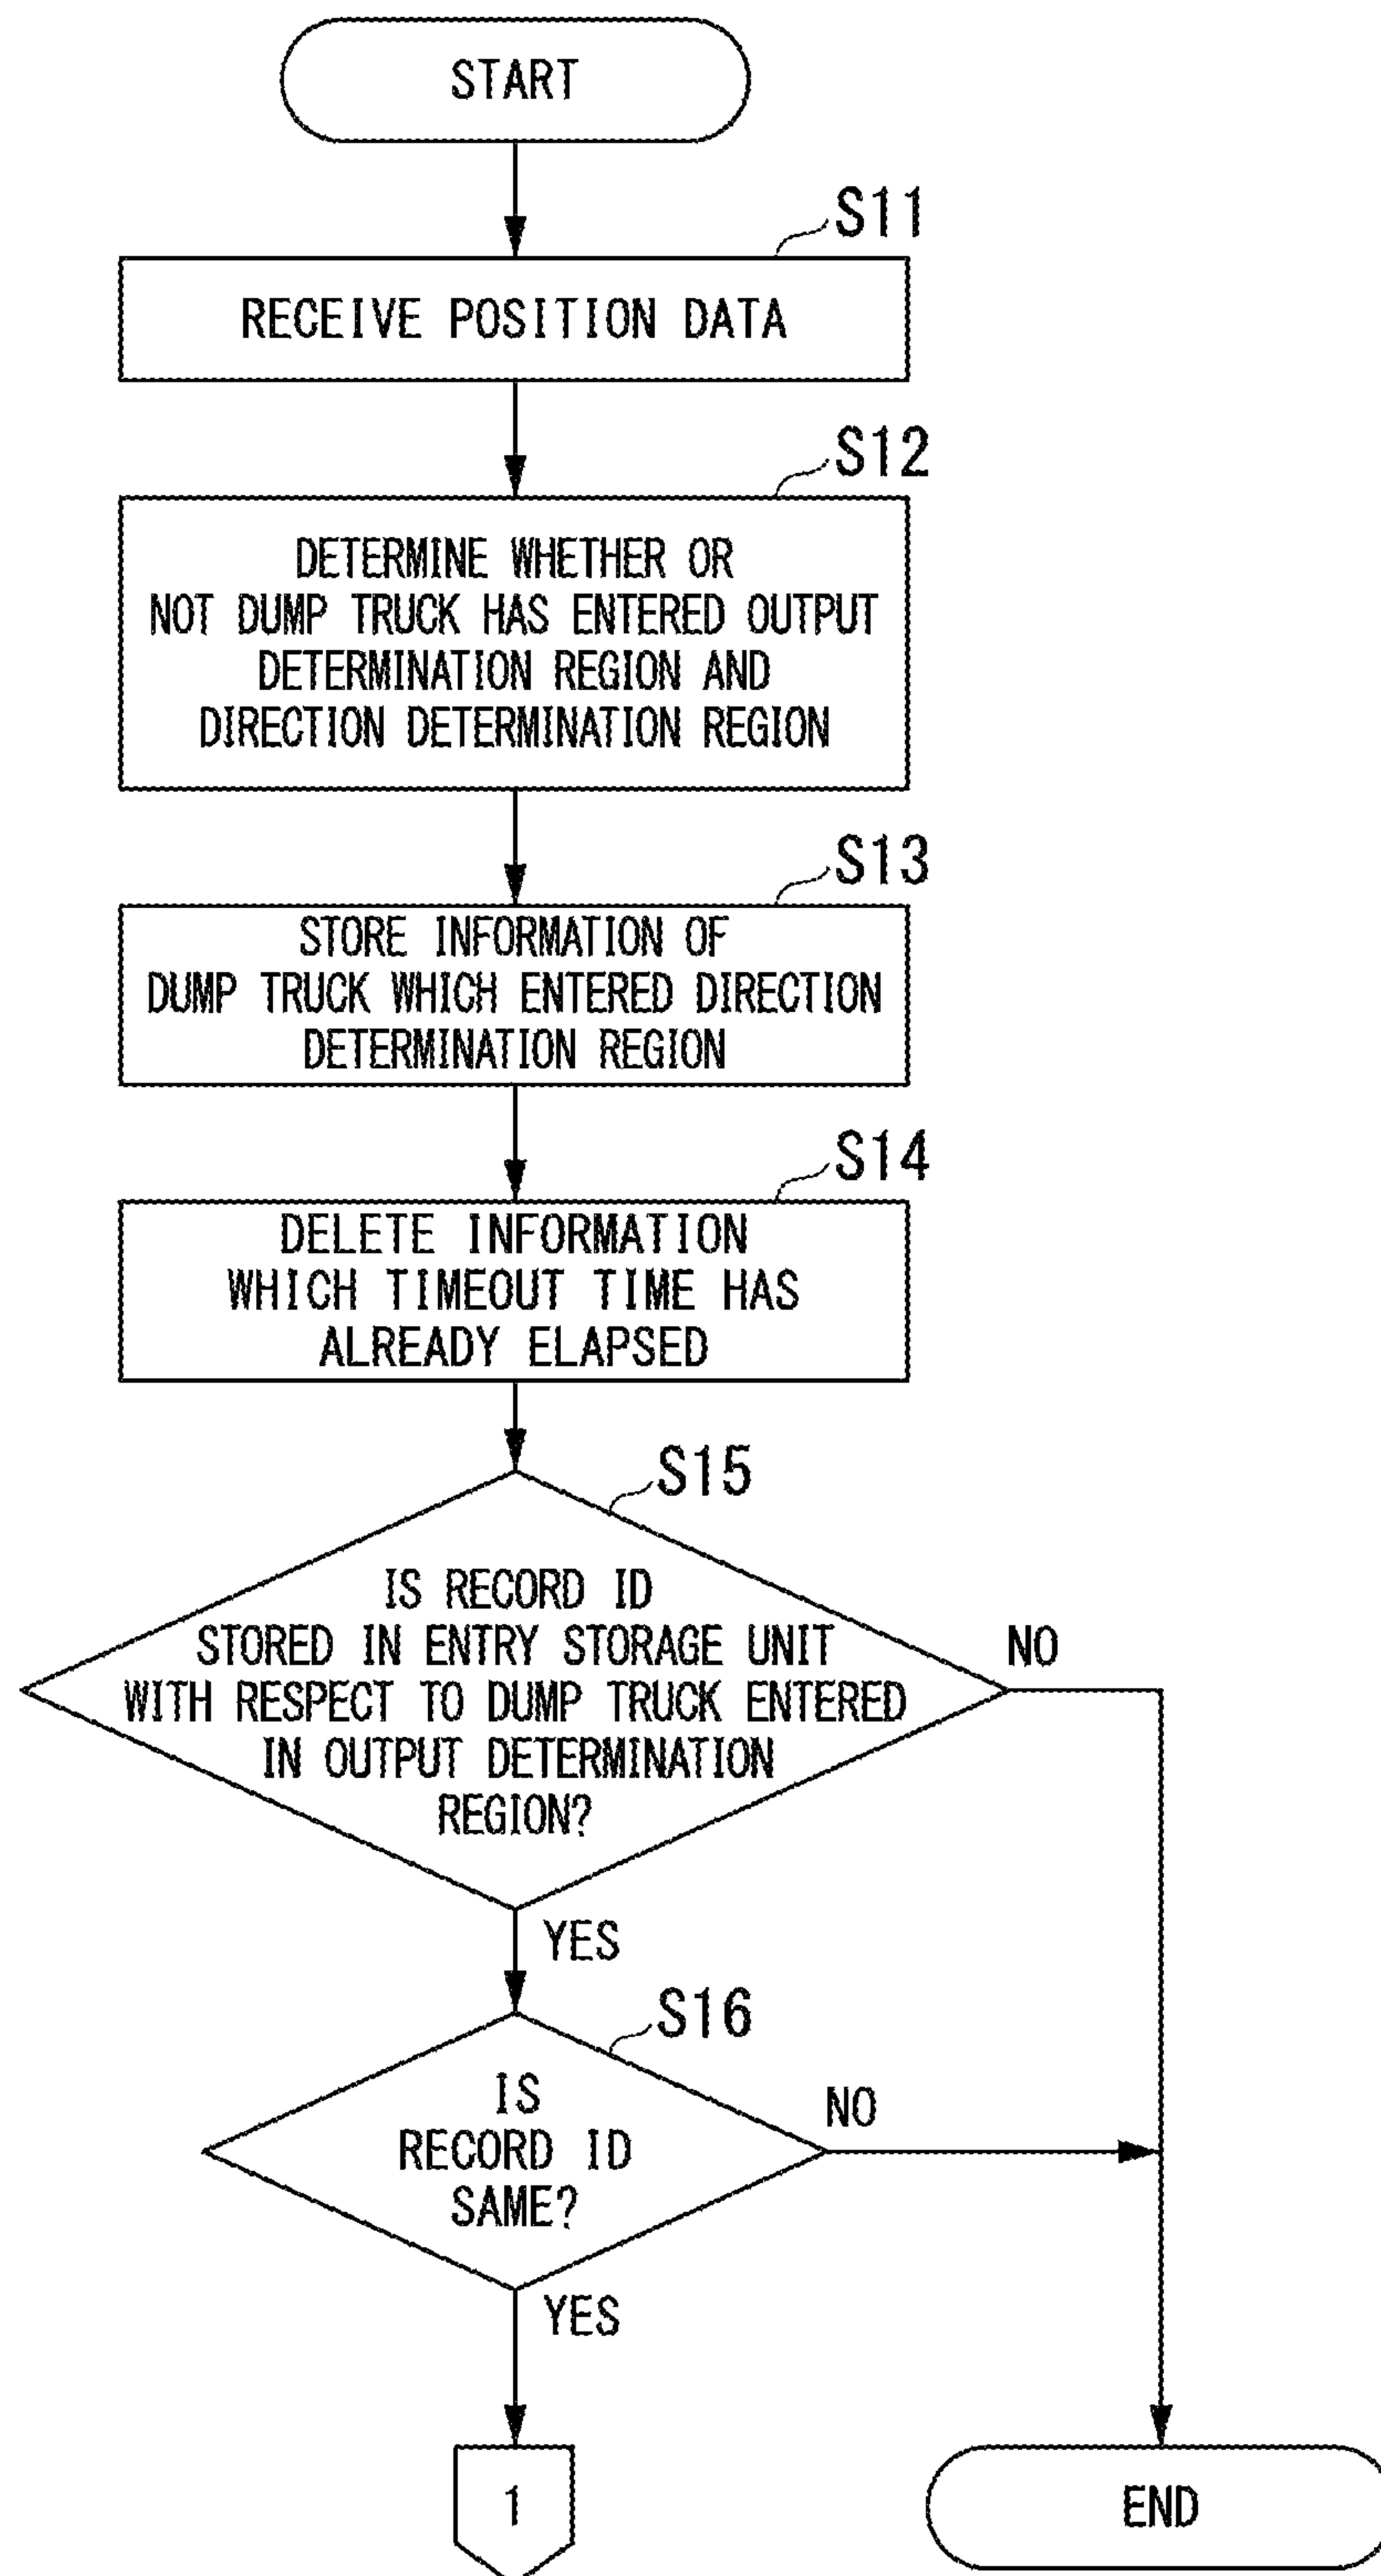 START
S11
RECEIVE POSITION DATA
S12
DETERMINE WHETHER OR
NOT DUMP TRUCK HAS ENTERED OUTPUT
DETERMINATION REGION AND
DIRECTION DETERMINATION REGION
S13
STORE INFORMATION OF
DUMP TRUCK WHICH ENTERED DIRECTION
DETERMINATION REGION
S14
DELETE INFORMATION
WHICH TIMEOUT TIME HAS
ALREADY ELAPSED
S15
IS RECORD ID
STORED IN ENTRY STORAGE UNIT
WITH RESPECT TO DUMP TRUCK ENTERED
IN OUTPUT DETERMINATION
REGION?
NO
YES
S16
IS
RECORD ID
SAME?
NO
YES
1
END